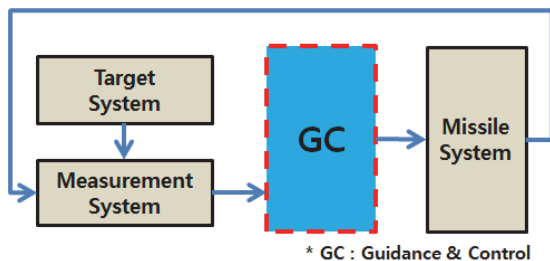 Target
System
Measurement
System
GC
Missile
System
* GC : Guidance & Control